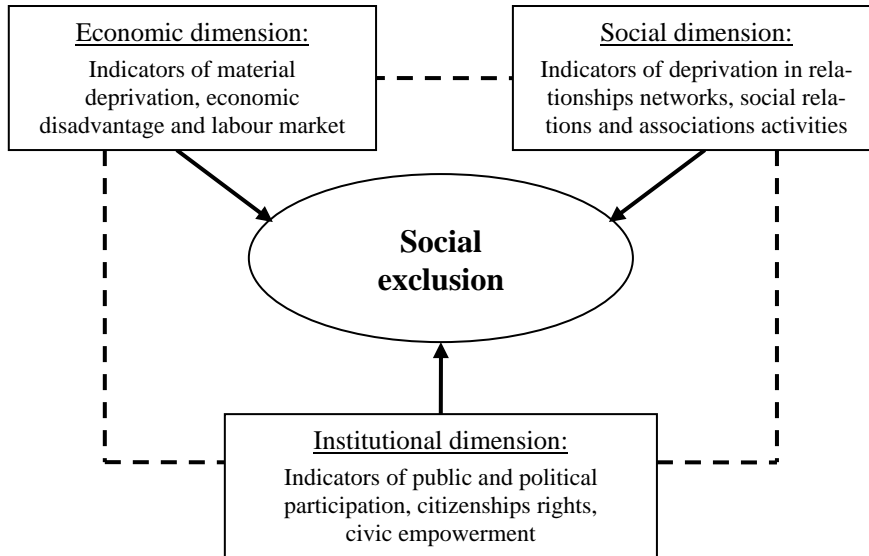 Economic dimension:
Indicators of material
deprivation, economic
disadvantage and labour market
Social dimension:
Indicators of deprivation in rela-
tionships networks, social rela-
tions and associations activities
Social
exclusion
Institutional dimension:
Indicators of public and political
participation, citizenships rights,
civic empowerment